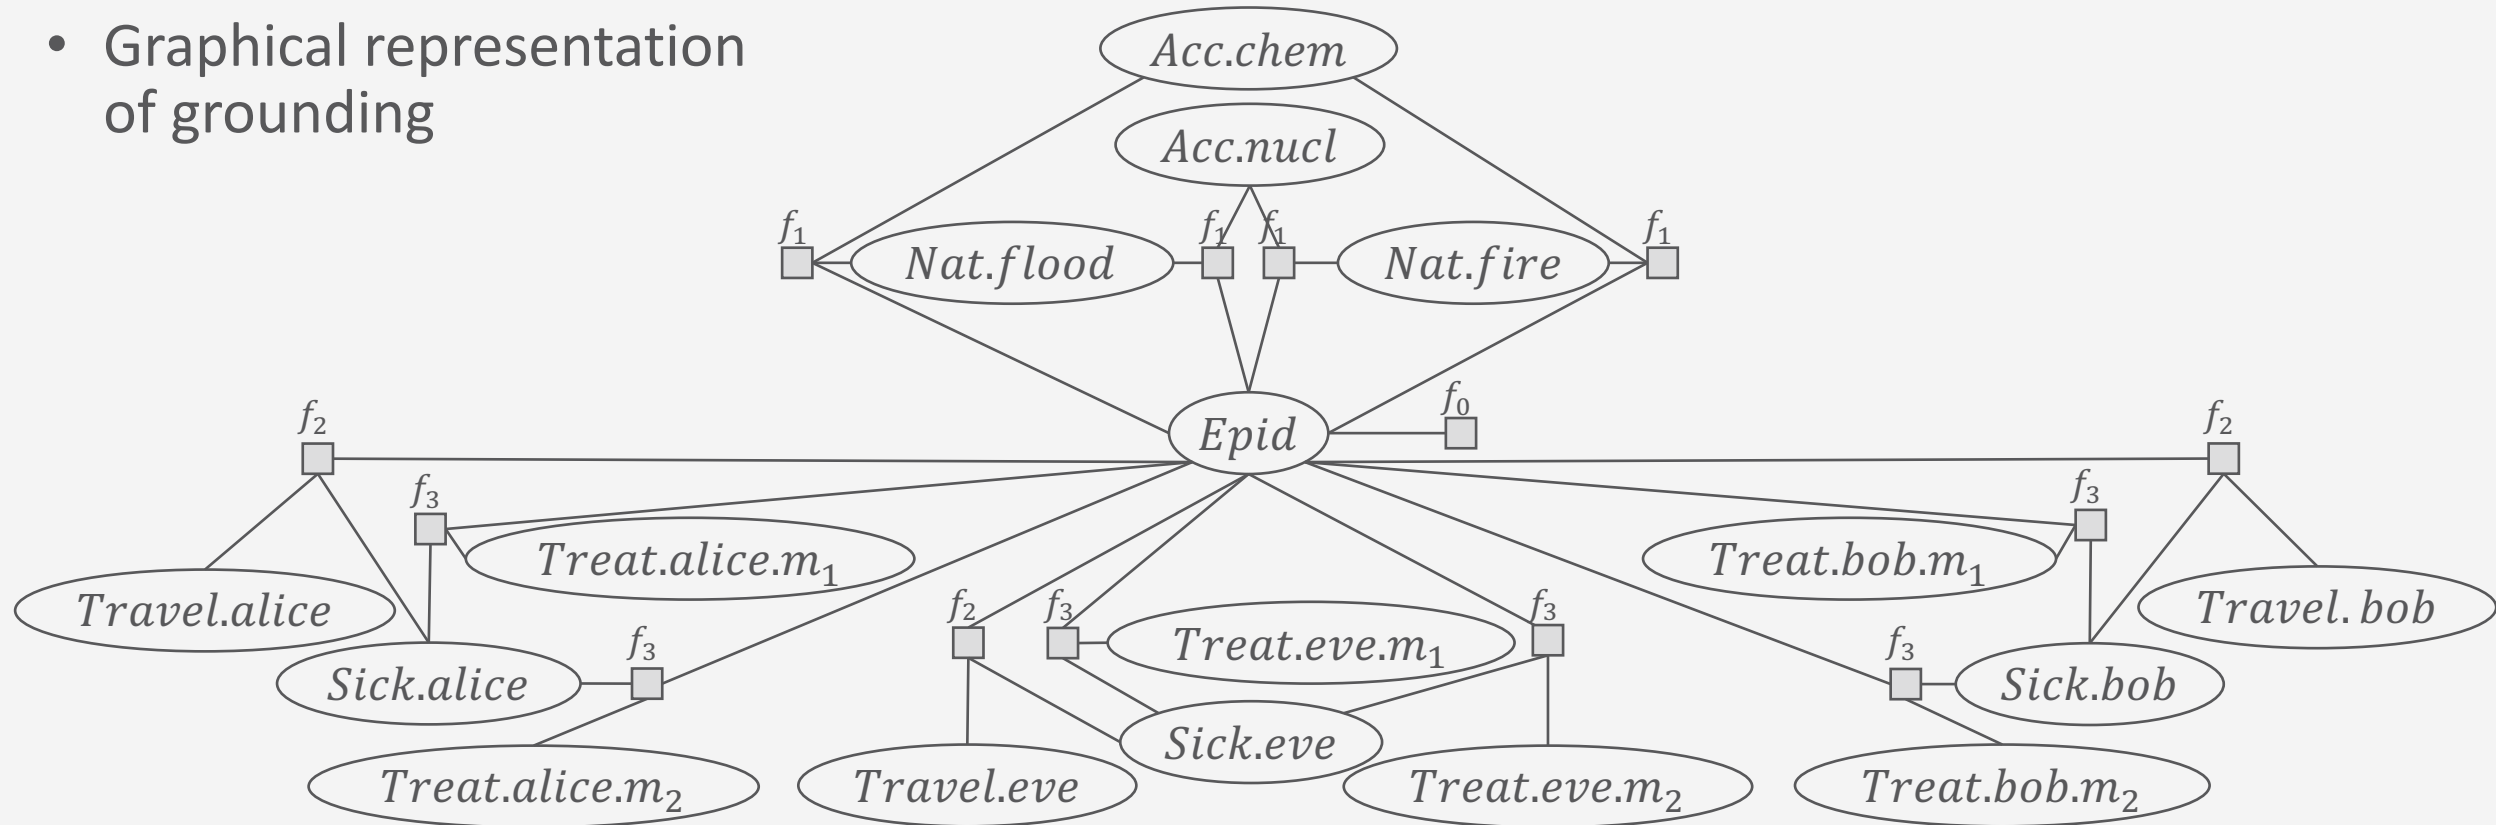 • Graphical representation
of grounding
Acc.chem
Acc.nucl
f₁
f₁
f₁
f₁
Nat.flood
Nat.fire
f₀
Epid
f₂
f₂
f₃
f₃
Treat.alice.m₁
Treat.bob.m₁
Travel.alice
f₂
f₃
Treat.eve.m₁
f₃
Travel. bob
f₃
f₃
Sick.alice
Sick.bob
Sick.eve
Treat.alice.m₂
Travel.eve
Treat.eve.m₂
Treat.bob.m₂